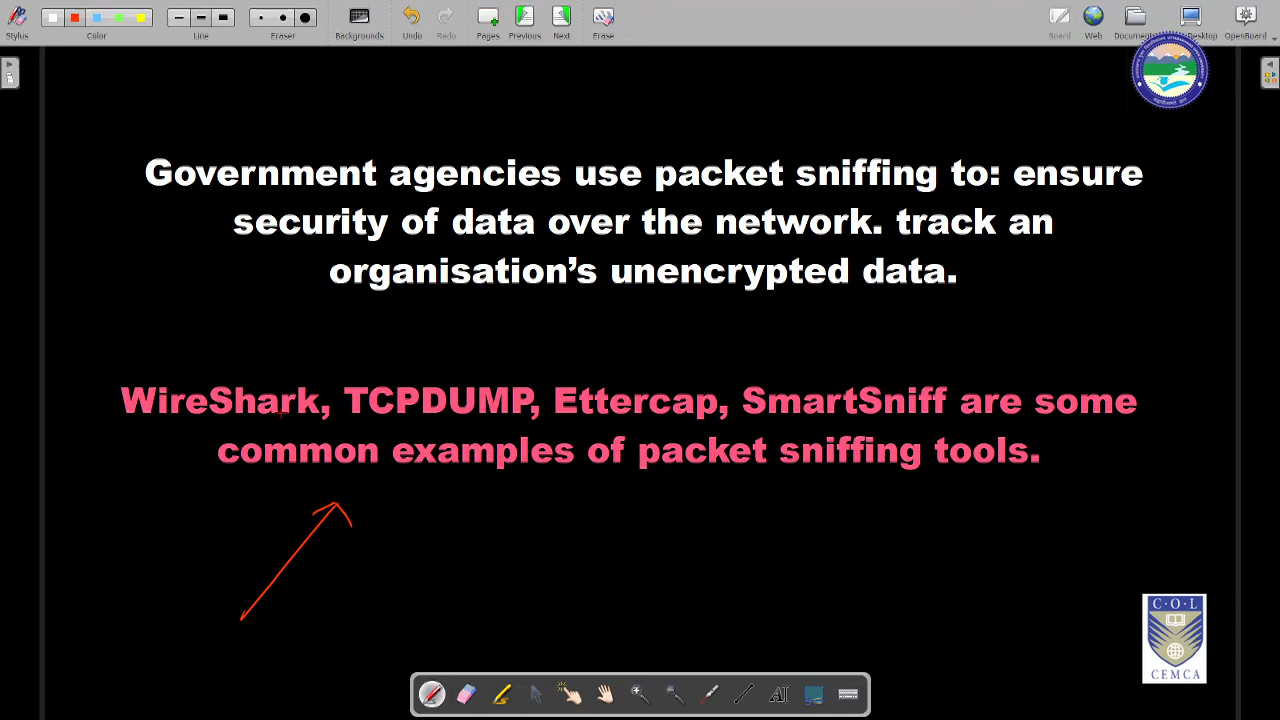 Stylus
Color
Line
Eraser
Backgrounds
Undo
Redo
Pages
Previous
Next
Erase
Board
Web
Desktop
OpenBoard
Government agencies use packet sniffing to: ensure
security of data over the network. track an
organisation’s unencrypted data.
WireShark, TCPDUMP, Ettercap, SmartSniff are some
common examples of packet sniffing tools.
C·O·L
CEMCA
AI